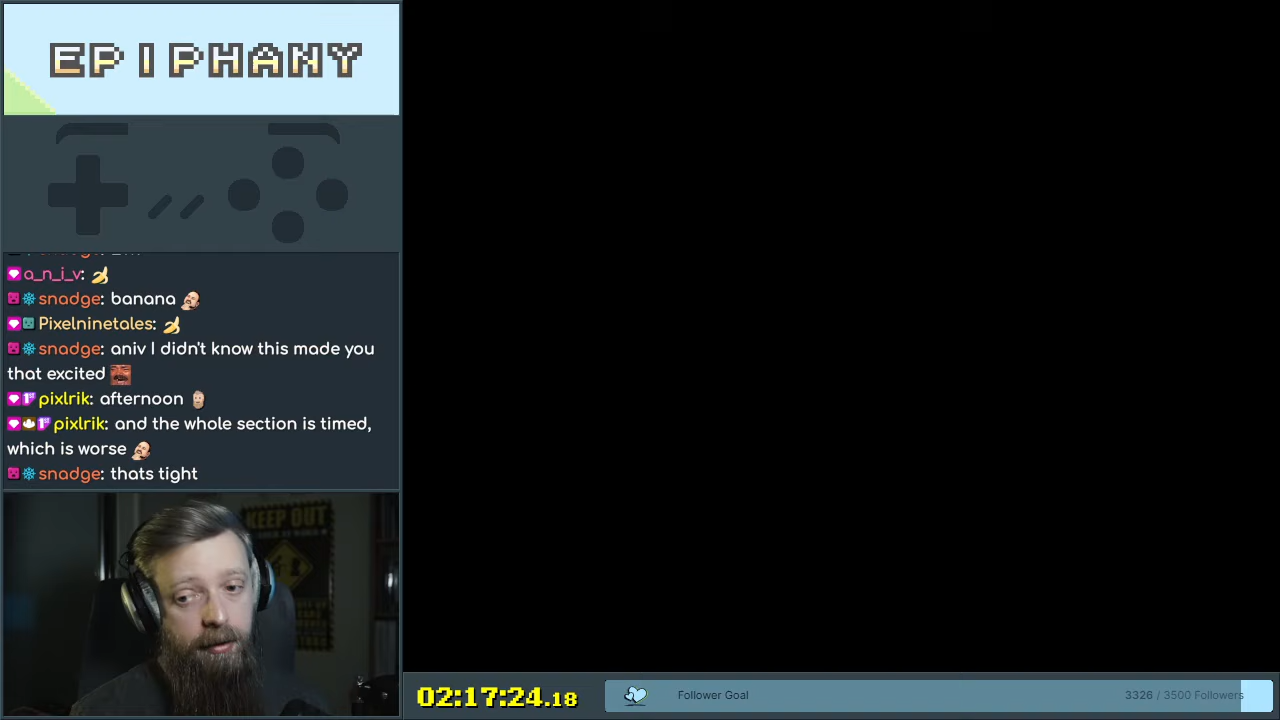 EPIPHANY
a_n_i_v:
snadge: banana
Pixelninetales:
snadge: aniv I didn't know this made you
that excited
pixlrik: afternoon
pixlrik: and the whole section is timed,
which is worse
snadge: thats tight
KEEP OUT
02:17:24.18
Follower Goal
3326 / 3500 Followers